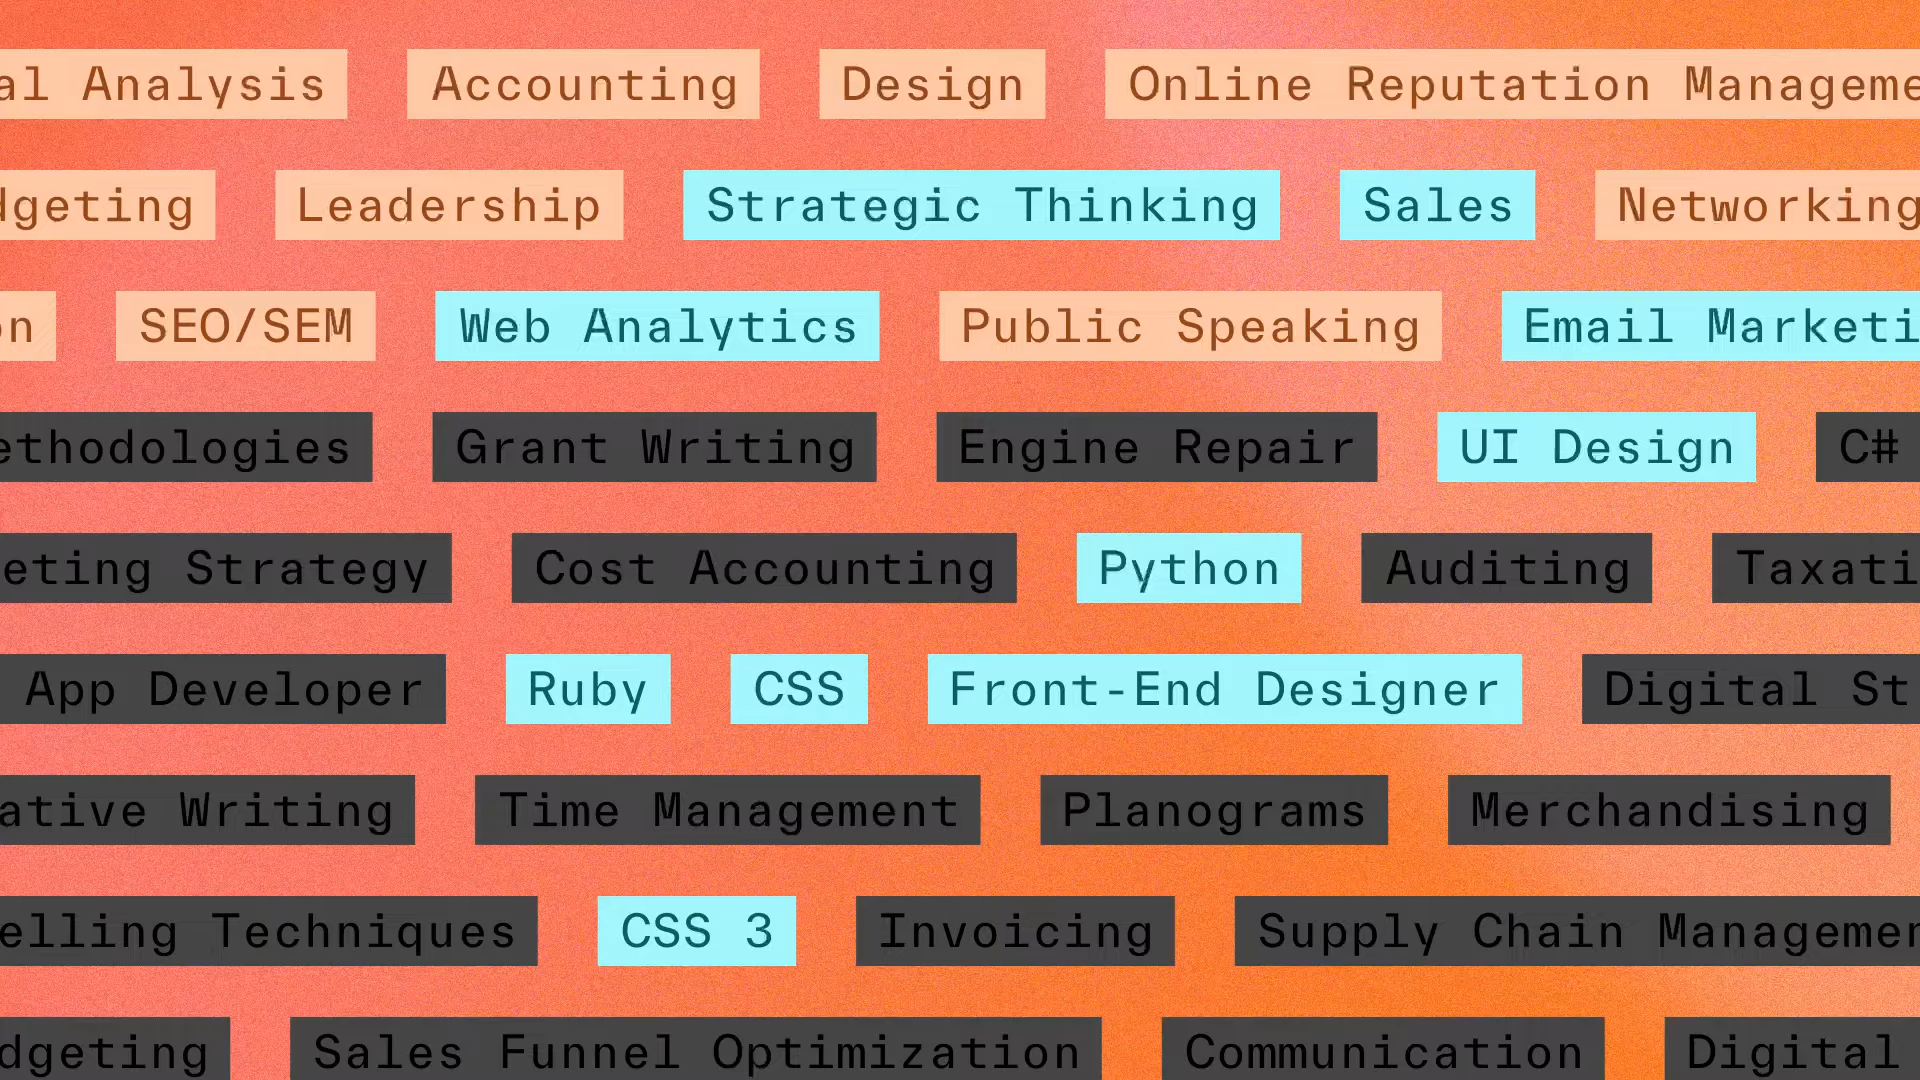 al Analysis Accounting Design Online Reputation Manageme
dgeting Leadership Strategic Thinking Sales Networking
on SEO/SEM Web Analytics Public Speaking Email Marketi
ethodologies Grant Writing Engine Repair UI Design C#
eting Strategy Cost Accounting Python Auditing Taxati
App Developer Ruby CSS Front-End Designer Digital St
ative Writing Time Management Planograms Merchandising
elling Techniques CSS 3 Invoicing Supply Chain Managemen
dgeting Sales Funnel Optimization Communication Digital